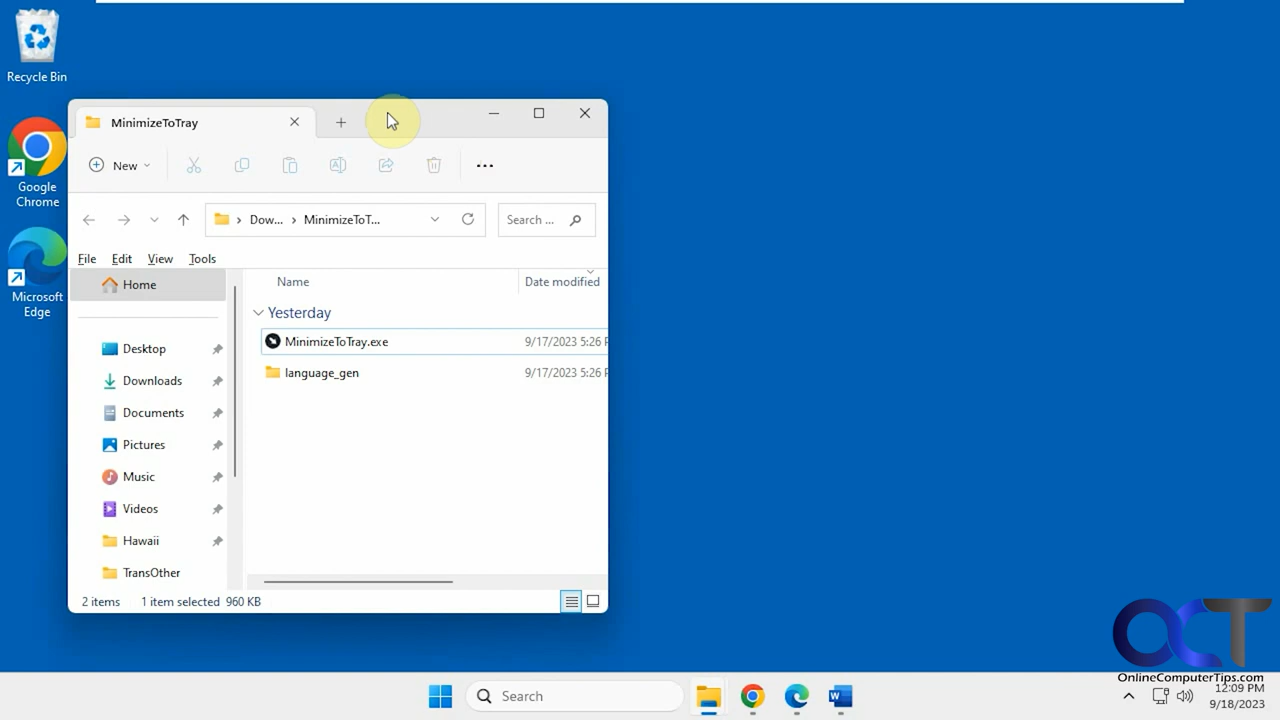 Recycle Bin
Google
Chrome
Microsoft
Edge
MinimizeToTray
New
Dow...
MinimizeToT...
Search ...
File
Edit
View
Tools
Home
Desktop
Downloads
Documents
Pictures
Music
Videos
Hawaii
TransOther
Name
Date modified
Yesterday
MinimizeToTray.exe
9/17/2023 5:26
language_gen
9/17/2023 5:26
2 items
1 item selected 960 KB
Search
OCT
OnlineComputerTips.com
12:09 PM
9/18/2023